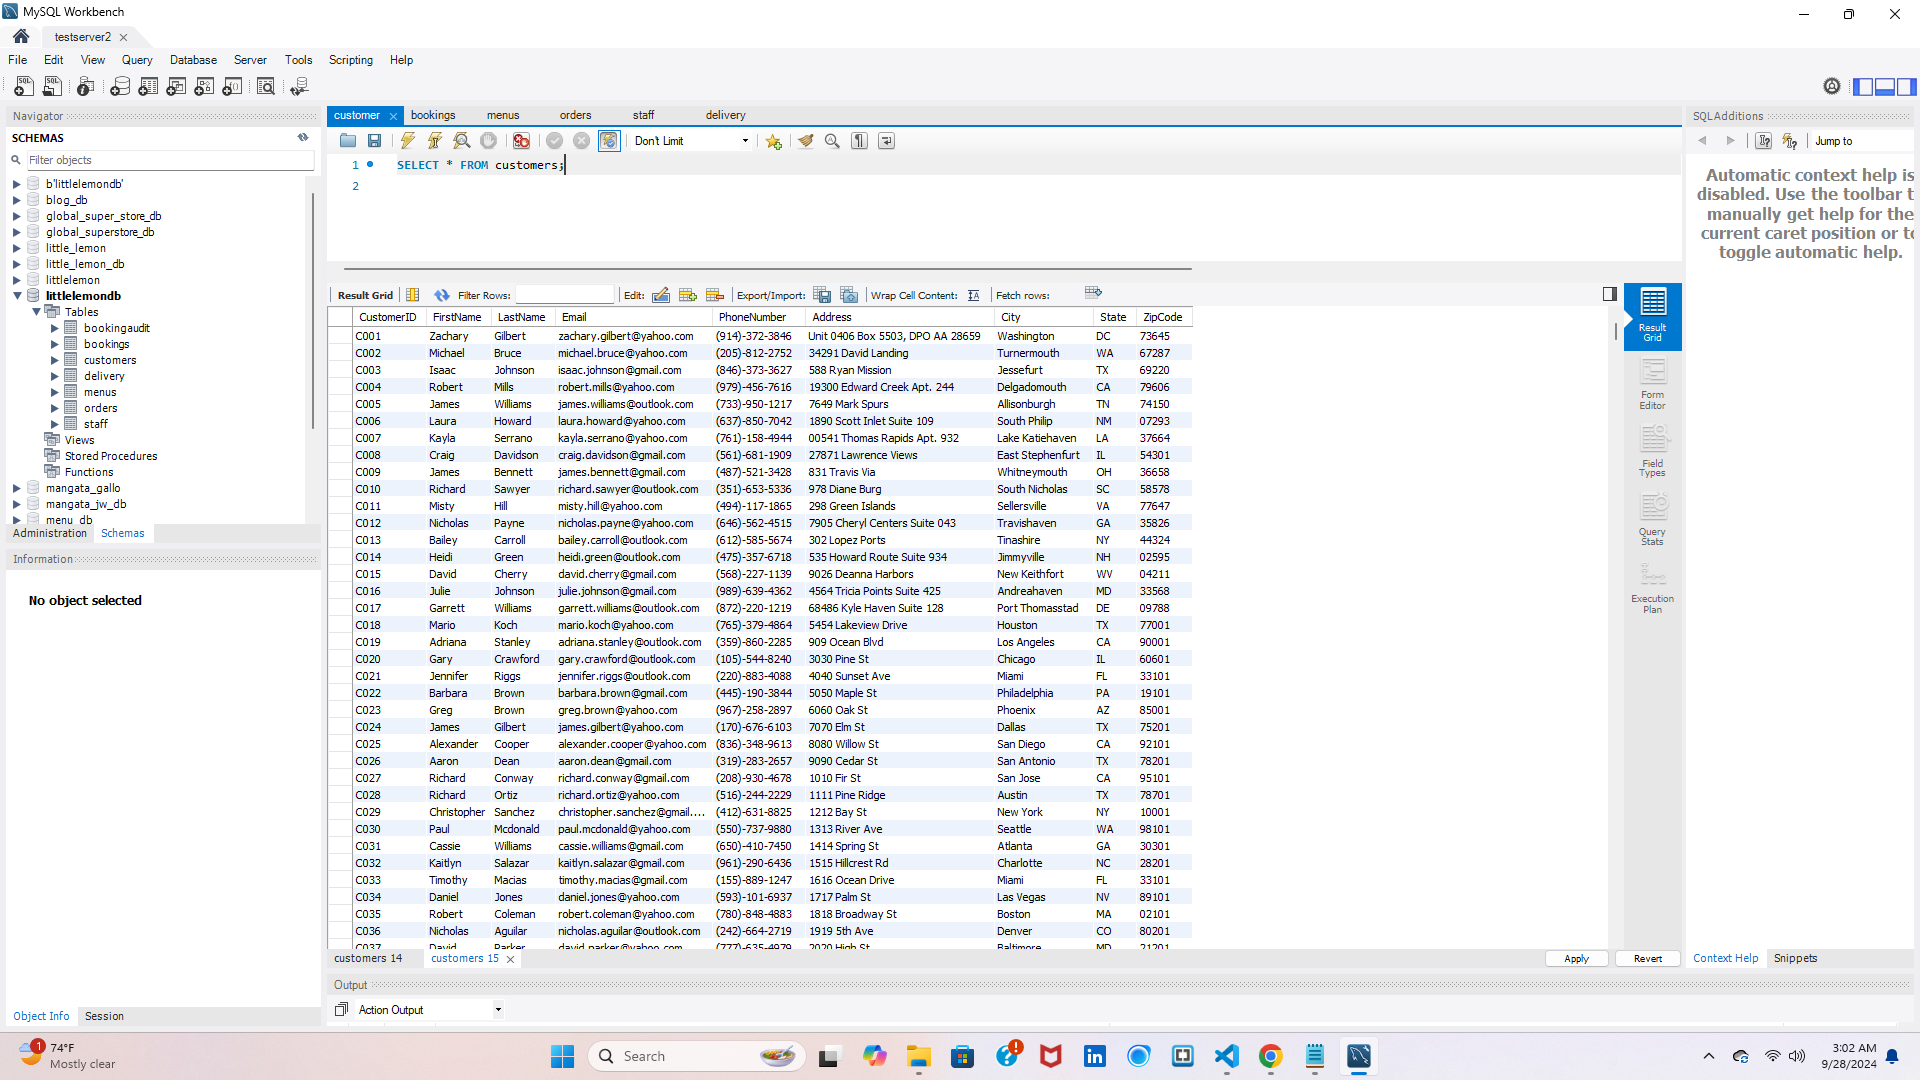 MySQL Workbench
testserver2
File Edit View Query Database Server Tools Scripting Help
Navigator
SCHEMAS
Filter objects
b'littlelemondb'
blog_db
global_super_store_db
global_superstore_db
little_lemon
little_lemon_db
littlelemon
littlelemondb
Tables
bookingaudit
bookings
customers
delivery
menus
orders
staff
Views
Stored Procedures
Functions
mangata_gallo
mangata_jw_db
menu_db
Administration Schemas
Information
No object selected
Object Info Session
customer bookings menus orders staff delivery
Don't Limit
1 SELECT * FROM customers;
2
Result Grid Filter Rows: Edit: Export/Import: Wrap Cell Content: Fetch rows:
CustomerID FirstName LastName Email PhoneNumber Address City State ZipCode
C001 Zachary Gilbert zachary.gilbert@yahoo.com (914)-372-3846 Unit 0406 Box 5503, DPO AA 28659 Washington DC 73645
C002 Michael Bruce michael.bruce@yahoo.com (205)-812-2752 34291 David Landing Turnermouth WA 67287
C003 Isaac Johnson isaac.johnson@gmail.com (846)-373-3627 588 Ryan Mission Jessefurt TX 69220
C004 Robert Mills robert.mills@yahoo.com (979)-456-7616 19300 Edward Creek Apt. 244 Delgadomouth CA 79606
C005 James Williams james.williams@outlook.com (733)-950-1217 7649 Mark Spurs Allisonburgh TN 74150
C006 Laura Howard laura.howard@yahoo.com (637)-850-7042 1890 Scott Inlet Suite 109 South Philip NM 07293
C007 Kayla Serrano kayla.serrano@yahoo.com (761)-158-4944 00541 Thomas Rapids Apt. 932 Lake Katiehaven LA 37664
C008 Craig Davidson craig.davidson@gmail.com (561)-681-1909 27871 Lawrence Views East Stephenfurt IL 54301
C009 James Bennett james.bennett@gmail.com (487)-521-3428 831 Travis Via Whitneymouth OH 36658
C010 Richard Sawyer richard.sawyer@outlook.com (351)-653-5336 978 Diane Burg South Nicholas SC 58578
C011 Misty Hill misty.hill@yahoo.com (494)-117-1865 298 Green Islands Sellersville VA 77647
C012 Nicholas Payne nicholas.payne@yahoo.com (646)-562-4515 7905 Cheryl Centers Suite 043 Travishaven GA 35826
C013 Bailey Carroll bailey.carroll@outlook.com (612)-585-5674 302 Lopez Ports Tinashire NY 44324
C014 Heidi Green heidi.green@outlook.com (475)-357-6718 535 Howard Route Suite 934 Jimmyville NH 02595
C015 David Cherry david.cherry@gmail.com (568)-227-1139 9026 Deanna Harbors New Keithfort WV 04211
C016 Julie Johnson julie.johnson@gmail.com (989)-639-4362 4564 Tricia Points Suite 425 Andreahaven MD 33568
C017 Garrett Williams garrett.williams@outlook.com (872)-220-1219 68486 Kyle Haven Suite 128 Port Thomasstad DE 09788
C018 Mario Koch mario.koch@yahoo.com (765)-379-4864 5454 Lakeview Drive Houston TX 77001
C019 Adriana Stanley adriana.stanley@outlook.com (359)-860-2285 909 Ocean Blvd Los Angeles CA 90001
C020 Gary Crawford gary.crawford@outlook.com (105)-544-8240 3030 Pine St Chicago IL 60601
C021 Jennifer Riggs jennifer.riggs@outlook.com (220)-883-4088 4040 Sunset Ave Miami FL 33101
C022 Barbara Brown barbara.brown@gmail.com (445)-190-3844 5050 Maple St Philadelphia PA 19101
C023 Greg Brown greg.brown@yahoo.com (967)-258-2897 6060 Oak St Phoenix AZ 85001
C024 James Gilbert james.gilbert@yahoo.com (170)-676-6103 7070 Elm St Dallas TX 75201
C025 Alexander Cooper alexander.cooper@yahoo.com (836)-348-9613 8080 Willow St San Diego CA 92101
C026 Aaron Dean aaron.dean@gmail.com (319)-283-2657 9090 Cedar St San Antonio TX 78201
C027 Richard Conway richard.conway@gmail.com (208)-930-4678 1010 Fir St San Jose CA 95101
C028 Richard Ortiz richard.ortiz@yahoo.com (516)-244-2229 1111 Pine Ridge Austin TX 78701
C029 Christopher Sanchez christopher.sanchez@gmail.... (412)-631-8825 1212 Bay St New York NY 10001
C030 Paul Mcdonald paul.mcdonald@yahoo.com (550)-737-9880 1313 River Ave Seattle WA 98101
C031 Cassie Williams cassie.williams@gmail.com (650)-410-7450 1414 Spring St Atlanta GA 30301
C032 Kaitlyn Salazar kaitlyn.salazar@gmail.com (961)-290-6436 1515 Hillcrest Rd Charlotte NC 28201
C033 Timothy Macias timothy.macias@gmail.com (155)-889-1247 1616 Ocean Drive Miami FL 33101
C034 Daniel Jones daniel.jones@yahoo.com (593)-101-6937 1717 Palm St Las Vegas NV 89101
C035 Robert Coleman robert.coleman@yahoo.com (780)-848-4883 1818 Broadway St Boston MA 02101
C036 Nicholas Aguilar nicholas.aguilar@outlook.com (242)-664-2719 1919 5th Ave Denver CO 80201
C037 David Parker david.parker@yahoo.com (777)-635-4979 2020 High St Baltimore MD 21201
customers 14 customers 15
Apply Revert
Output
Action Output
Result
Grid
Form
Editor
Field
Types
Query
Stats
Execution
Plan
SQLAdditions
Jump to
Automatic context help is
disabled. Use the toolbar t
manually get help for the
current caret position or to
toggle automatic help.
Context Help Snippets
1
74°F
Mostly clear
Search
3:02 AM
9/28/2024